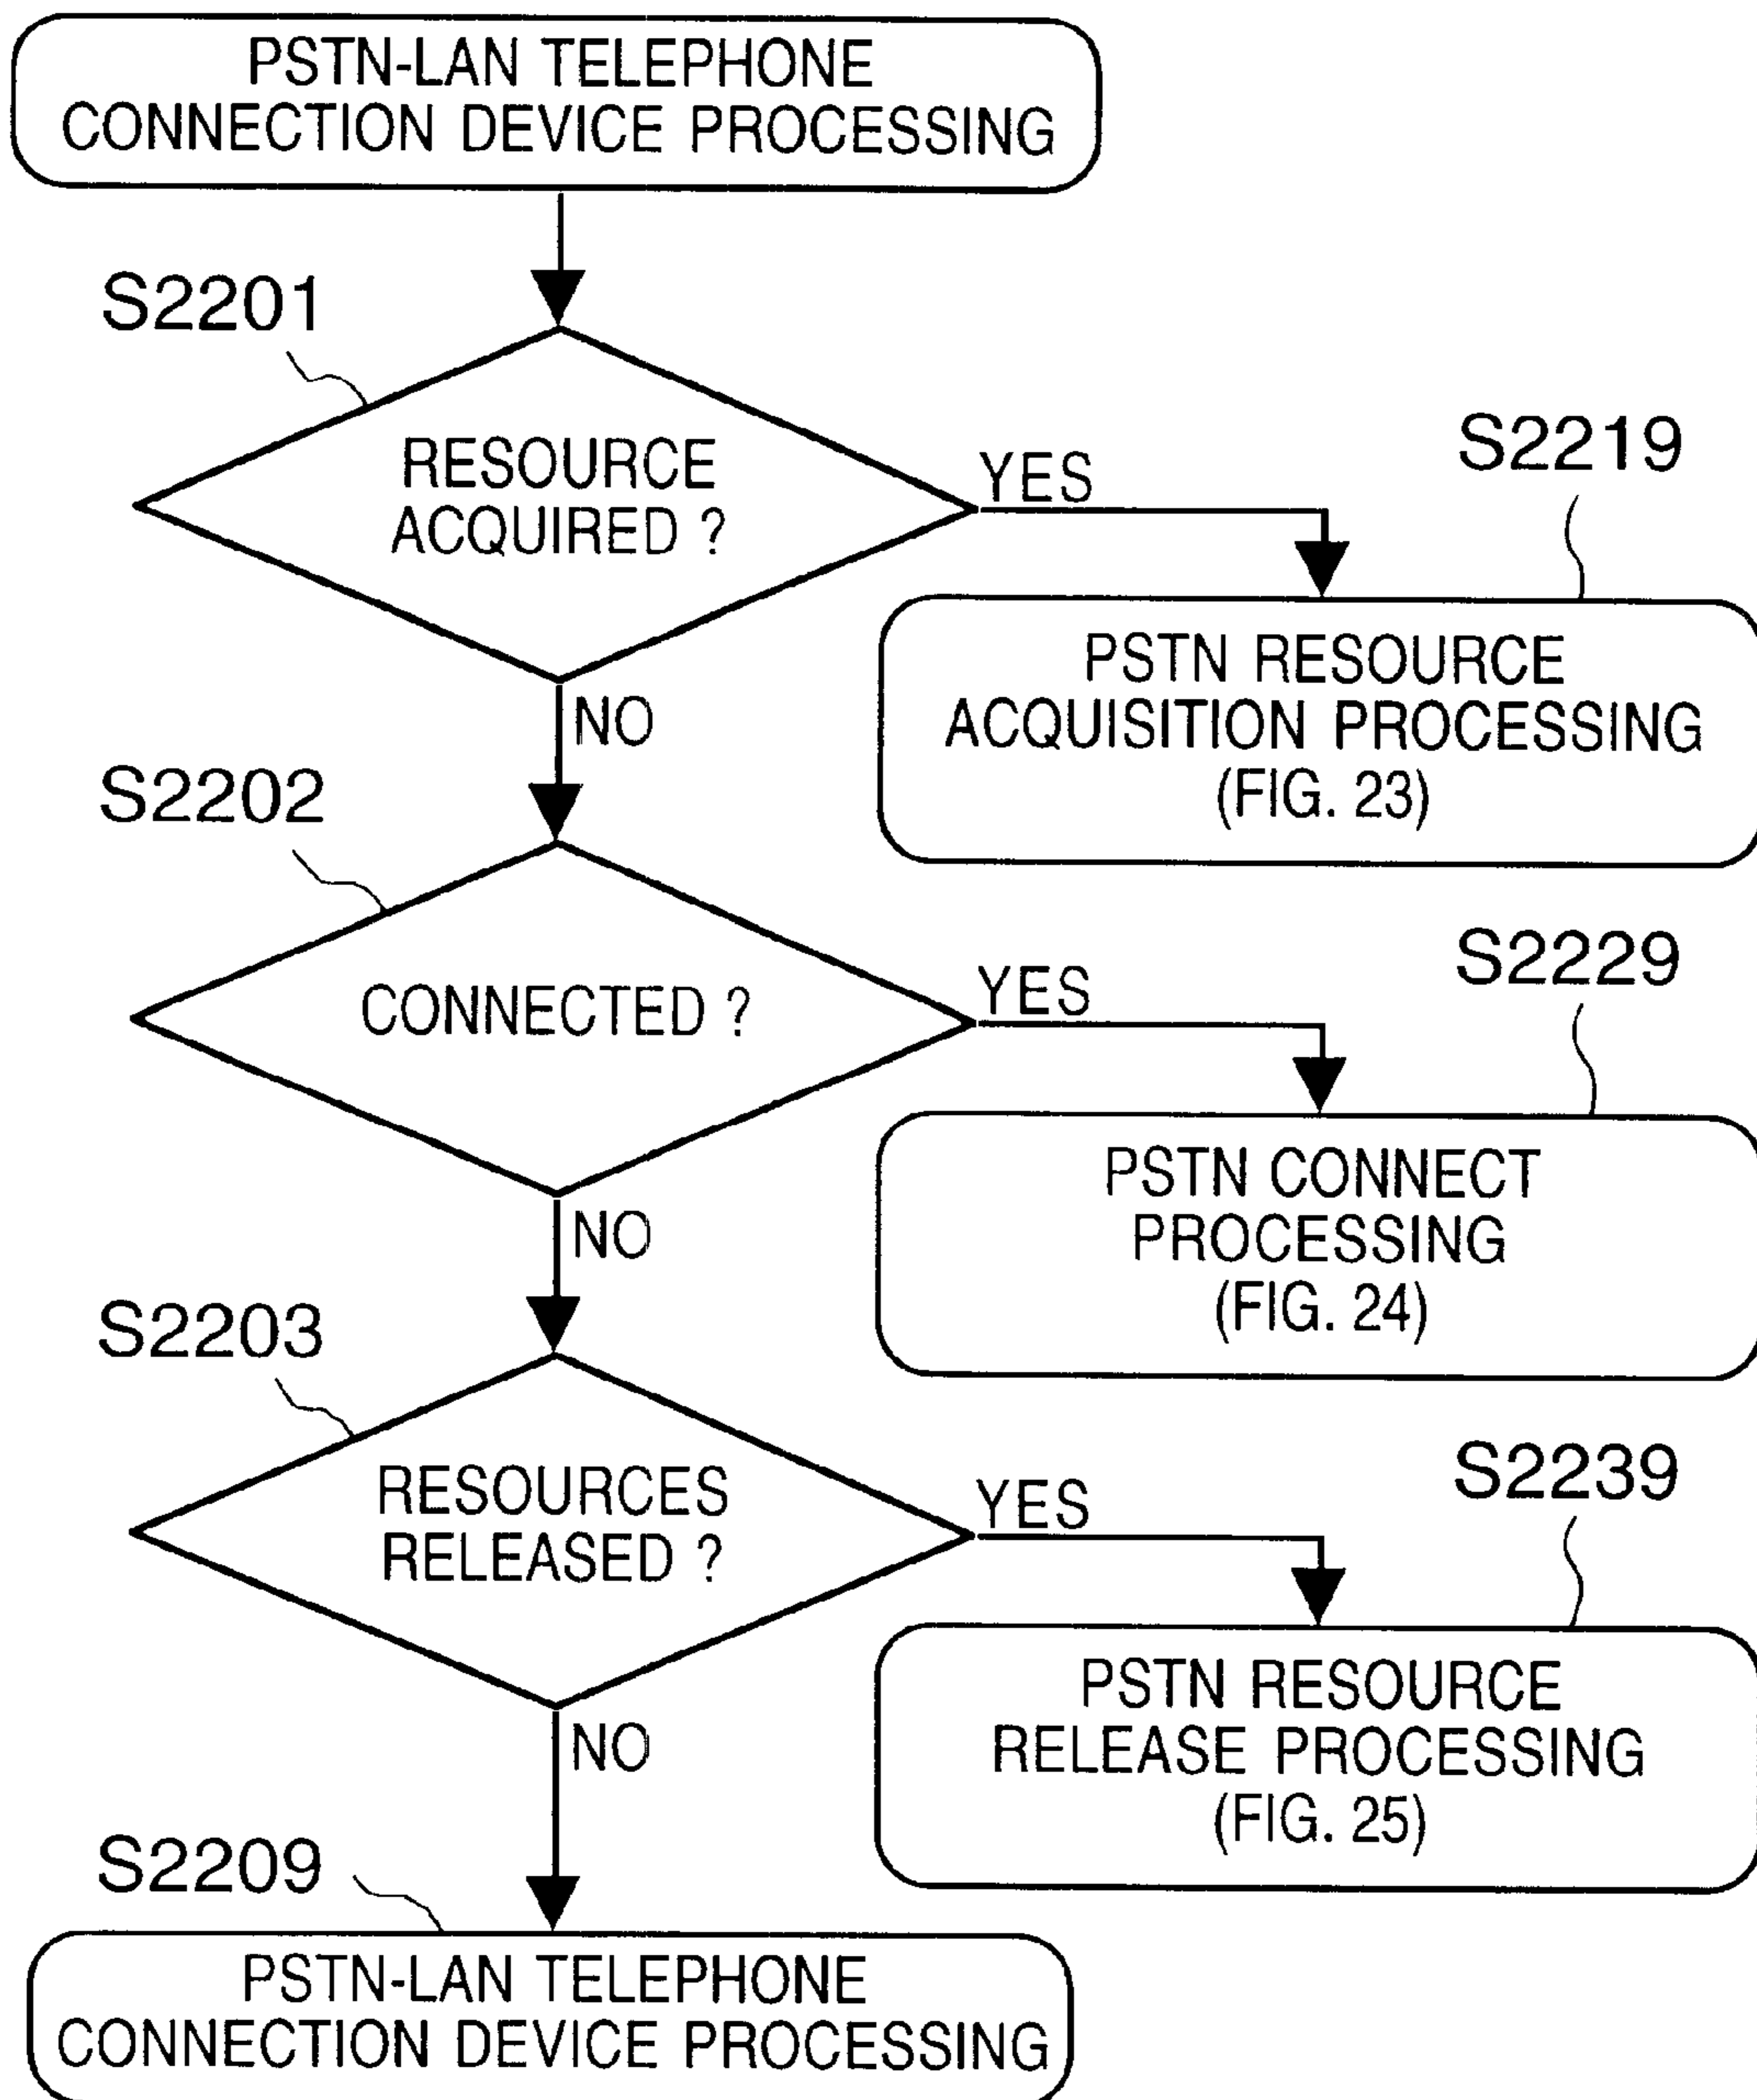 PSTN-LAN TELEPHONE
CONNECTION DEVICE PROCESSING
S2201
RESOURCE
ACQUIRED ?
YES
S2219
PSTN RESOURCE
ACQUISITION PROCESSING
(FIG. 23)
NO
S2202
CONNECTED ?
YES
S2229
PSTN CONNECT
PROCESSING
(FIG. 24)
NO
S2203
RESOURCES
RELEASED ?
YES
S2239
PSTN RESOURCE
RELEASE PROCESSING
(FIG. 25)
NO
S2209
PSTN-LAN TELEPHONE
CONNECTION DEVICE PROCESSING